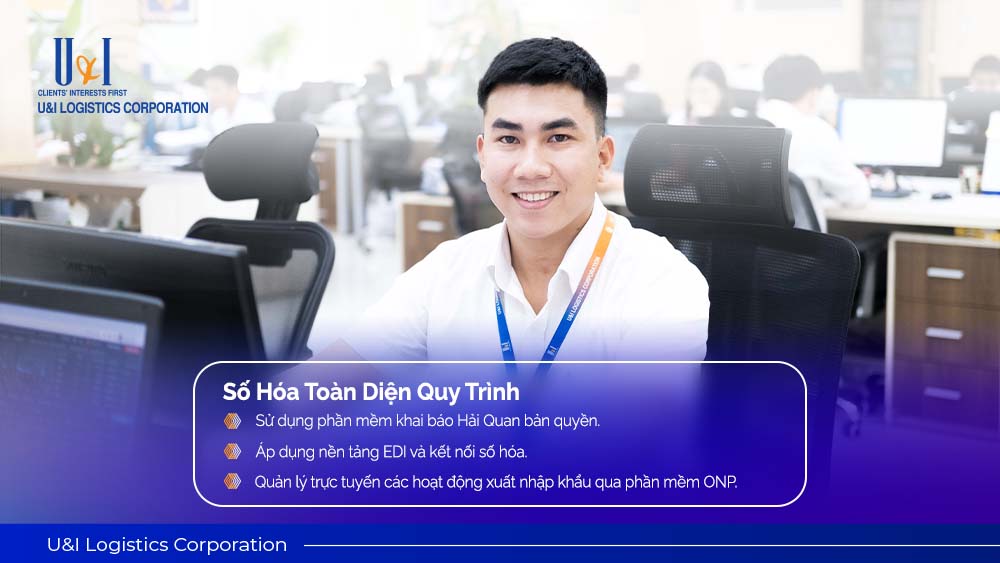 U&I
CLIENTS' INTERESTS FIRST
U&I LOGISTICS CORPORATION
U&I LOGISTICS CORPORATION
Số Hóa Toàn Diện Quy Trình
Sử dụng phần mềm khai báo Hải Quan bản quyền.
Áp dụng nền tảng EDI và kết nối số hóa.
Quản lý trực tuyến các hoạt động xuất nhập khẩu qua phần mềm ONP.
U&I Logistics Corporation